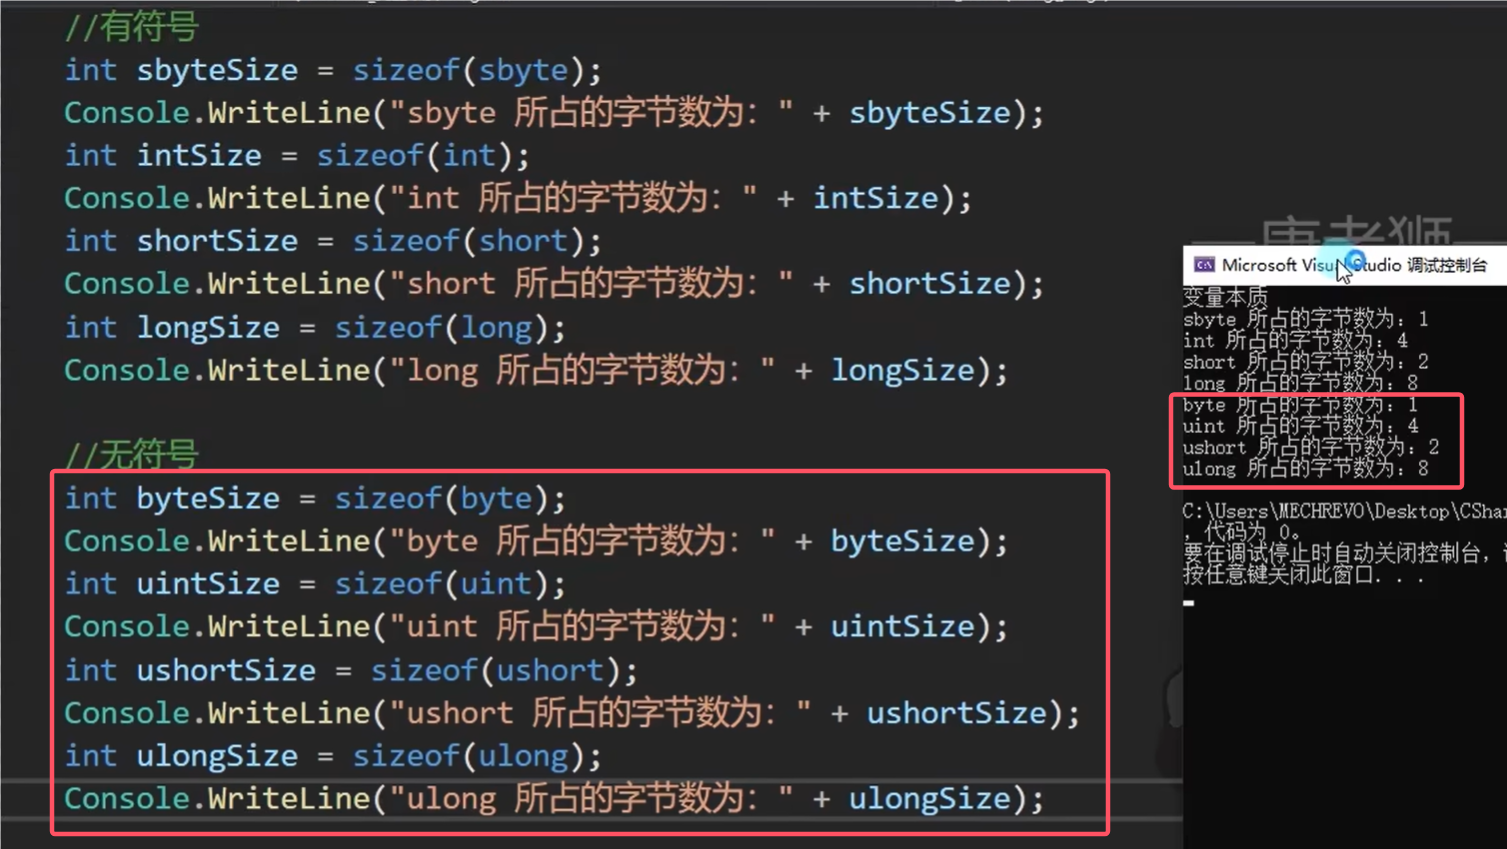 //有符号
int sbyteSize = sizeof(sbyte);
Console.WriteLine("sbyte 所占的字节数为：" + sbyteSize);
int intSize = sizeof(int);
Console.WriteLine("int 所占的字节数为：" + intSize);
int shortSize = sizeof(short);
Console.WriteLine("short 所占的字节数为：" + shortSize);
int longSize = sizeof(long);
Console.WriteLine("long 所占的字节数为：" + longSize);
//无符号
int byteSize = sizeof(byte);
Console.WriteLine("byte 所占的字节数为：" + byteSize);
int uintSize = sizeof(uint);
Console.WriteLine("uint 所占的字节数为：" + uintSize);
int ushortSize = sizeof(ushort);
Console.WriteLine("ushort 所占的字节数为：" + ushortSize);
int ulongSize = sizeof(ulong);
Console.WriteLine("ulong 所占的字节数为：" + ulongSize);
唐老狮
Microsoft Visual Studio 调试控制台
变量本质
sbyte 所占的字节数为：1
int 所占的字节数为：4
short 所占的字节数为：2
long 所占的字节数为：8
byte 所占的字节数为：1
uint 所占的字节数为：4
ushort 所占的字节数为：2
ulong 所占的字节数为：8
C:\Users\MECHREVO\Desktop\CShar
，代码为 0。
要在调试停止时自动关闭控制台，
按任意键关闭此窗口. . .